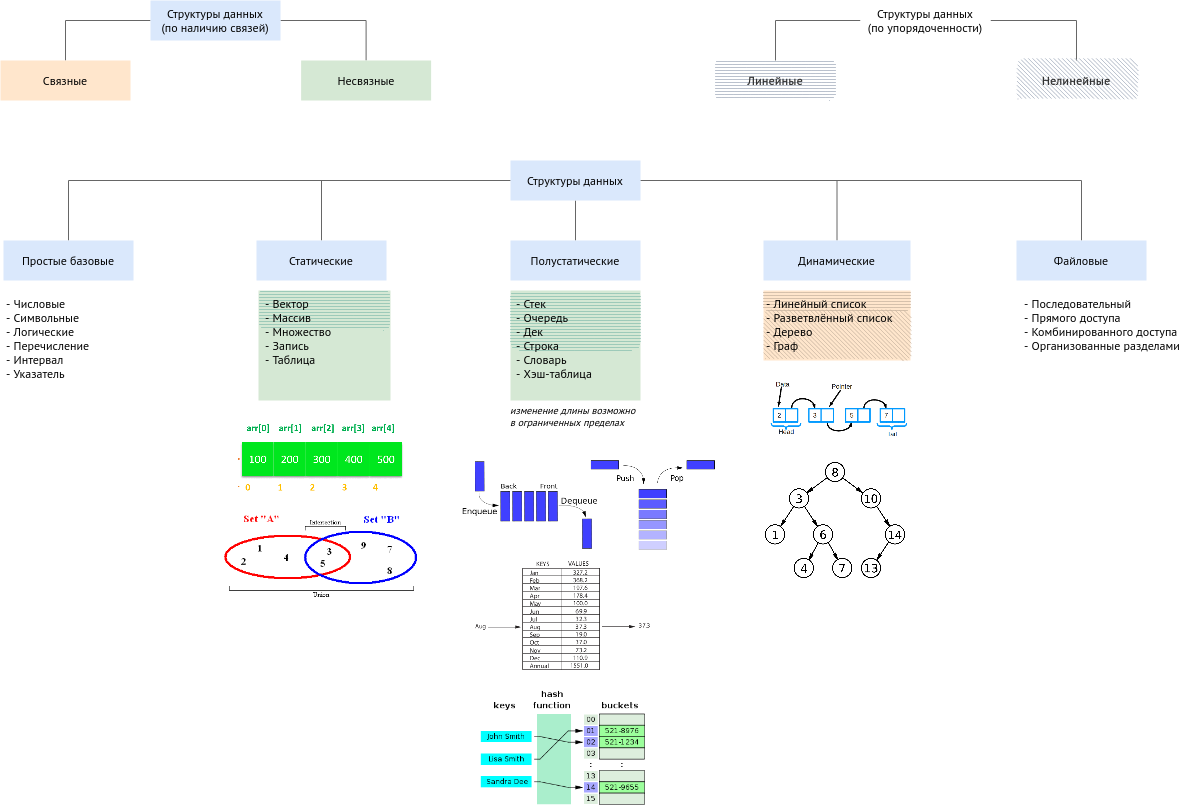 Структуры данных
(по наличию связей)
Структуры данных
(по упорядоченности)
Связные
Несвязные
Линейные
Нелинейные
Структуры данных
Простые базовые
Статические
Полустатические
Динамические
Файловые
- Числовые
- Символьные
- Логические
- Перечисление
- Интервал
- Указатель
- Вектор
- Массив
- Множество
- Запись
- Таблица
- Стек
- Очередь
- Дек
- Строка
- Словарь
- Хэш-таблица
- Линейный список
- Разветвлённый список
- Дерево
- Граф
- Последовательный
- Прямого доступа
- Комбинированного доступа
- Организованные разделами
изменение длины возможно
в ограниченных пределах
arr[0] arr[1] arr[2] arr[3] arr[4]
100 200 300 400 500
0 1 2 3 4
Set "A"
Intersection
Set "B"
1 2 4 3 5 9 7 8
Union
Back Front
Enqueue
Dequeue
Push
Pop
KEYS VALUES
Jan 327.2
Feb 368.2
Mar 197.6
Apr 178.4
May 100.0
Jun 69.9
Jul 32.3
Aug 37.3
Sep 19.0
Oct 37.0
Nov 73.2
Dec 110.9
Annual 1551.0
Aug
37.3
keys
hash
function
buckets
John Smith
Lisa Smith
Sandra Dee
00
01 521-8976
02 521-1234
03
: :
13
14 521-9655
15
Data
Pointer
2 3 5 7
Head
Tail
8
3 10
1 6 14
4 7 13